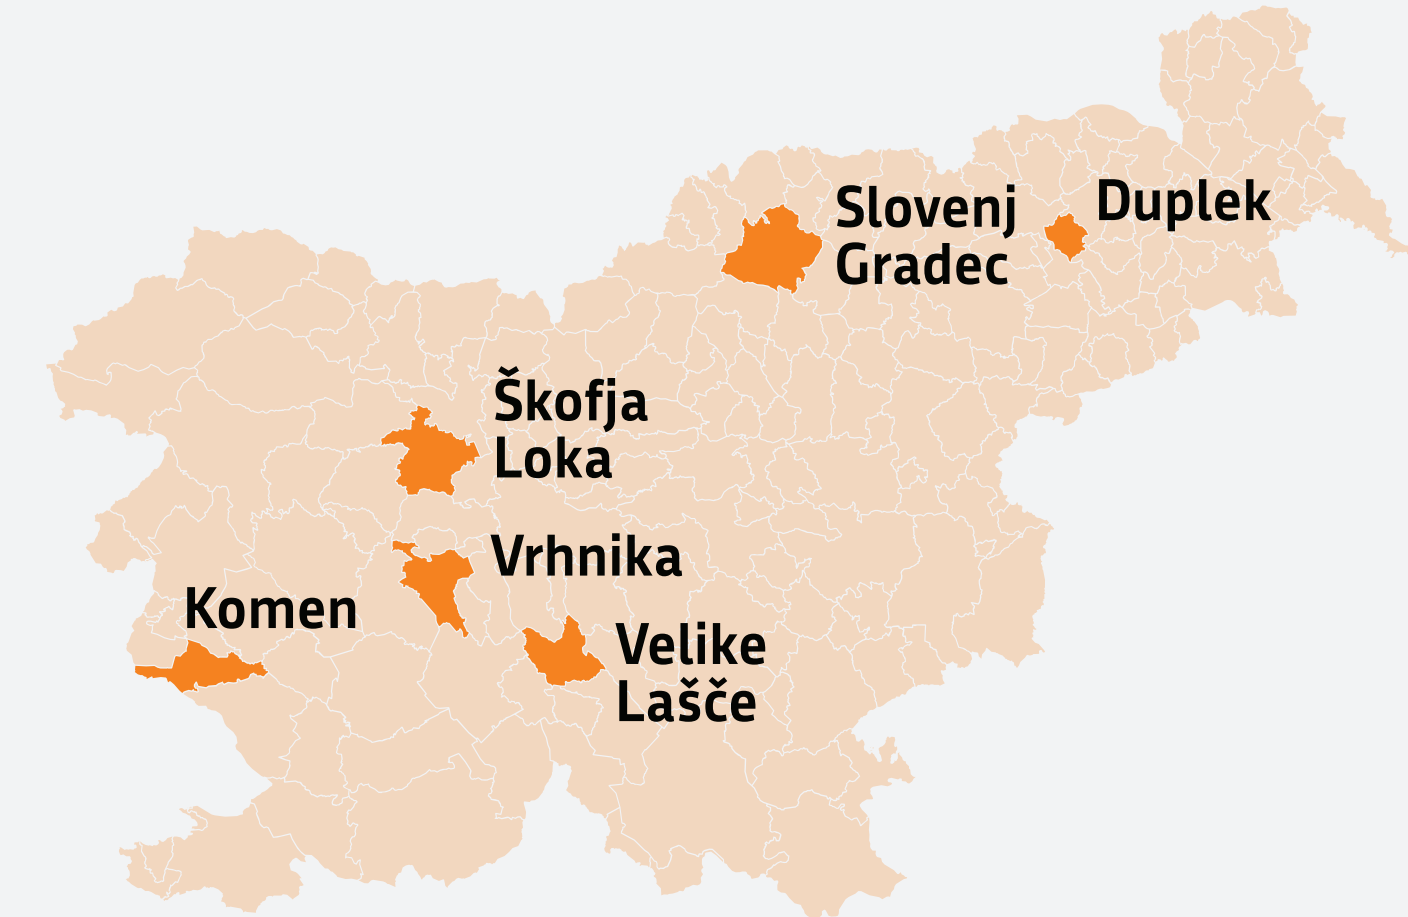 Slovenj
Gradec
Duplek
Škofja
Loka
Vrhnika
Komen
Velike
Lašče